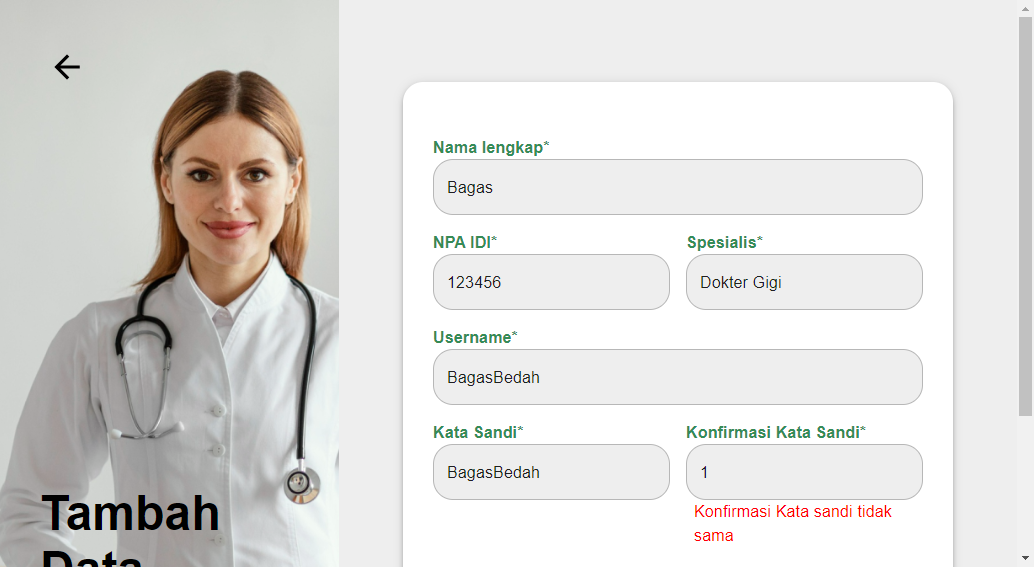 Nama lengkap*
Bagas
NPA IDI*
Spesialis*
123456
Dokter Gigi
Username*
BagasBedah
Kata Sandi*
Konfirmasi Kata Sandi*
BagasBedah
1
Konfirmasi Kata sandi tidak
sama
Tambah
Data